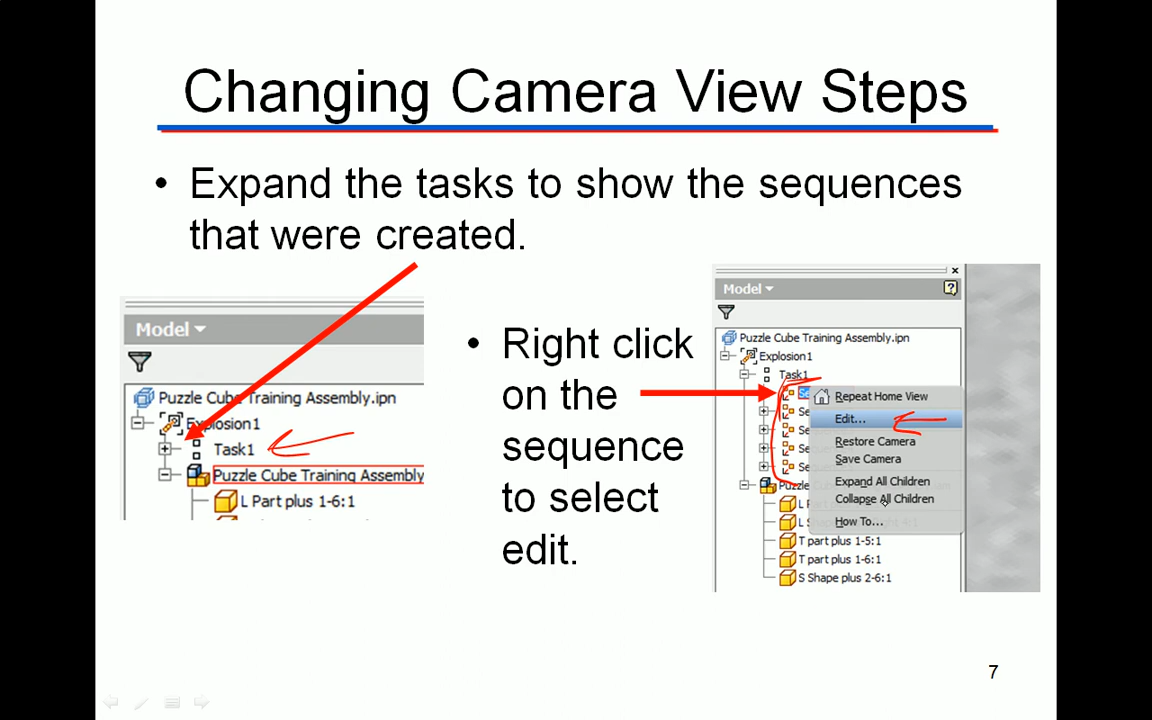 Changing Camera View Steps
• Expand the tasks to show the sequences
that were created.
Model
Puzzle Cube Training Assembly.ipn
Explosion1
Task1
Puzzle Cube Training Assembly
L Part plus 1-6:1
• Right click
on the
sequence
to select
edit.
Model
Puzzle Cube Training Assembly.ipn
Explosion1
Task1
Repeat Home View
Edit...
Restore Camera
Save Camera
Expand All Children
Collapse All Children
How To...
T part plus 1-5:1
T part plus 1-6:1
S Shape plus 2-6:1
7